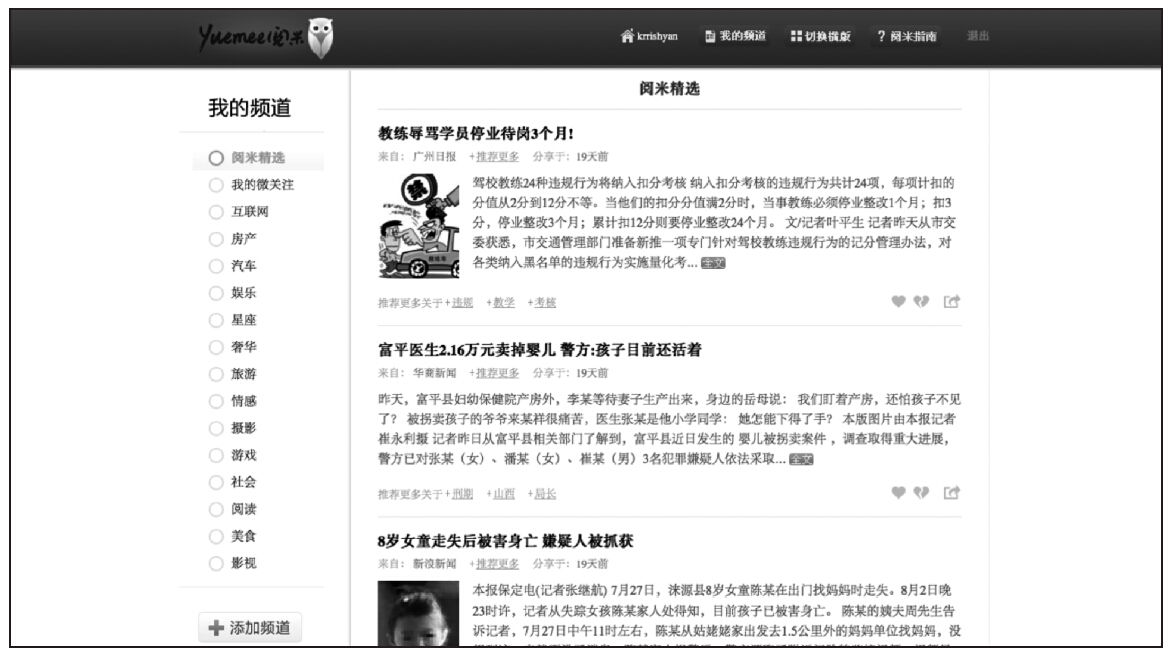 Yuemee阅米
krrishyan
我的频道
切换横版
? 阅米指南
退出
我的频道
阅米精选
我的微关注
互联网
房产
汽车
娱乐
星座
奢华
旅游
情感
摄影
游戏
社会
阅读
美食
影视
添加频道
阅米精选
教练辱骂学员停业待岗3个月!
来自: 广州日报 +推荐更多 分享于: 19天前
驾校教练24种违规行为将纳入扣分考核 纳入扣分考核的违规行为共计24项，每项计扣的
分值从2分到12分不等。当他们的扣分分值满2分时，当事教练必须停业整改1个月；扣3
分，停业整改3个月；累计扣12分则要停业整改24个月。 文/记者叶平生 记者昨天从市交
委获悉，市交通管理部门准备新推一项专门针对驾校教练违规行为的记分管理办法，对
各类纳入黑名单的违规行为实施量化考... 全文
推荐更多关于+违规 +教学 +考核
富平医生2.16万元卖掉婴儿 警方:孩子目前还活着
来自: 华商新闻 +推荐更多 分享于: 19天前
昨天，富平县妇幼保健院产房外，李某等待妻子生产出来，身边的岳母说： 我们盯着产房，还怕孩子不见
了？ 被拐卖孩子的爷爷来某样很痛苦，医生张某是他小学同学： 她怎能下得了手？ 本版图片由本报记者
崔永利摄 记者昨日从富平县相关部门了解到，富平县近日发生的 婴儿被拐卖案件 ，调查取得重大进展，
警方已对张某（女）、潘某（女）、崔某（男）3名犯罪嫌疑人依法采取... 全文
推荐更多关于+刑期 +山西 +局长
8岁女童走失后被害身亡 嫌疑人被抓获
来自: 新浪新闻 +推荐更多 分享于: 19天前
本报保定电(记者张继航) 7月27日，涞源县8岁女童陈某在出门找妈妈时走失。8月2日晚
23时许，记者从失踪女孩陈某家人处得知，目前孩子已被害身亡。 陈某的姨夫周先生告
诉记者，7月27日中午11时左右，陈某从姑姥姥家出发去1.5公里外的妈妈单位找妈妈，没